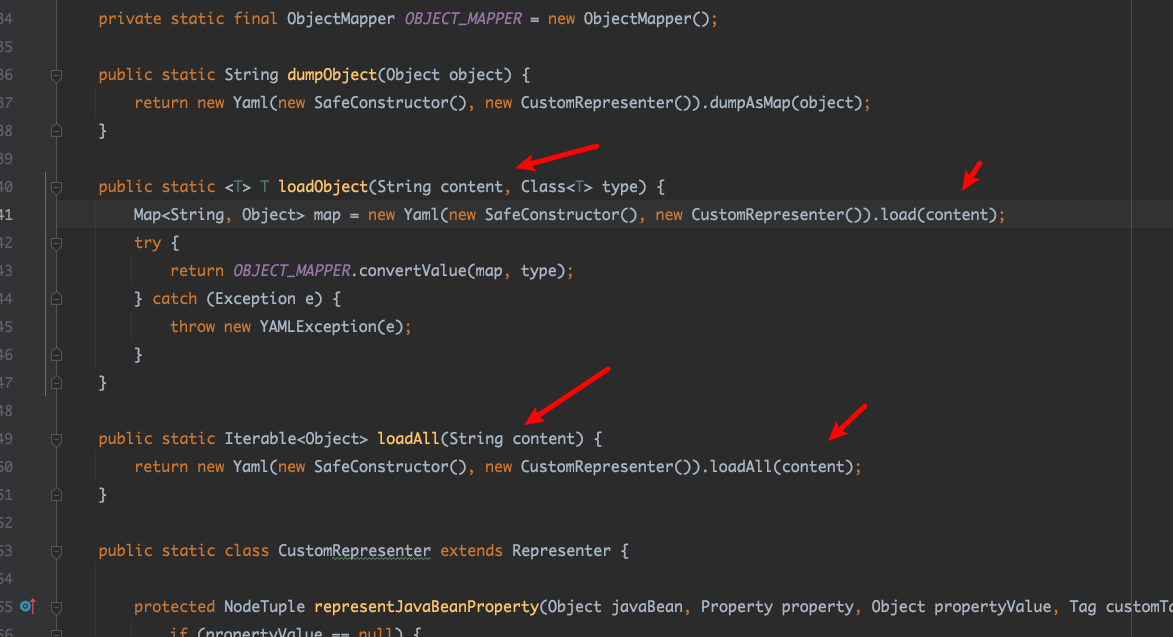 34 private static final ObjectMapper OBJECT_MAPPER = new ObjectMapper();
35
36 public static String dumpObject(Object object) {
37 return new Yaml(new SafeConstructor(), new CustomRepresenter()).dumpAsMap(object);
38 }
39
40 public static <T> T loadObject(String content, Class<T> type) {
41 Map<String, Object> map = new Yaml(new SafeConstructor(), new CustomRepresenter()).load(content);
42 try {
43 return OBJECT_MAPPER.convertValue(map, type);
44 } catch (Exception e) {
45 throw new YAMLException(e);
46 }
47 }
48
49 public static Iterable<Object> loadAll(String content) {
50 return new Yaml(new SafeConstructor(), new CustomRepresenter()).loadAll(content);
51 }
52
53 public static class CustomRepresenter extends Representer {
54
55 protected NodeTuple representJavaBeanProperty(Object javaBean, Property property, Object propertyValue, Tag customTa
56 if (propertyValue == null) {